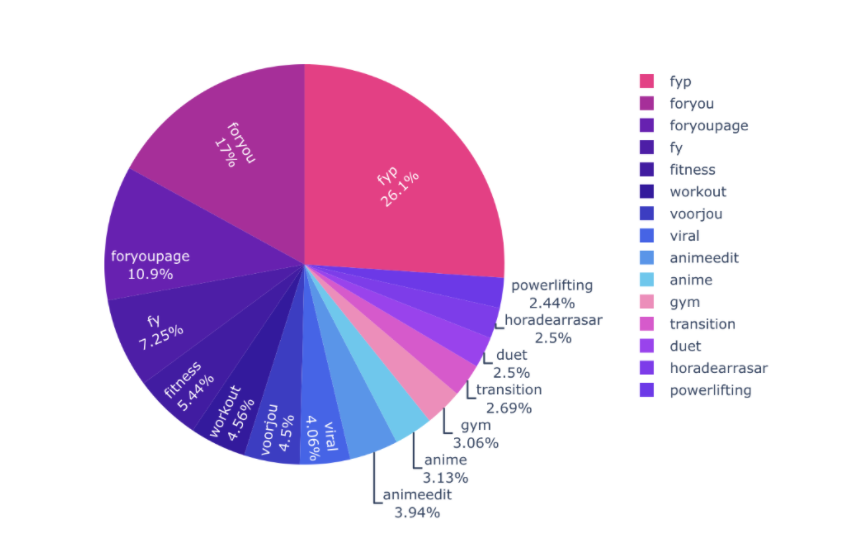 foryou
17%
fyp
26.1%
foryoupage
10.9%
fy
7.25%
fitness
5.44%
workout
4.56%
voorjou
4.5%
viral
4.06%
animeedit
3.94%
anime
3.13%
gym
3.06%
transition
2.69%
duet
2.5%
horadearrasar
2.5%
powerlifting
2.44%
fyp
foryou
foryoupage
fy
fitness
workout
voorjou
viral
animeedit
anime
gym
transition
duet
horadearrasar
powerlifting